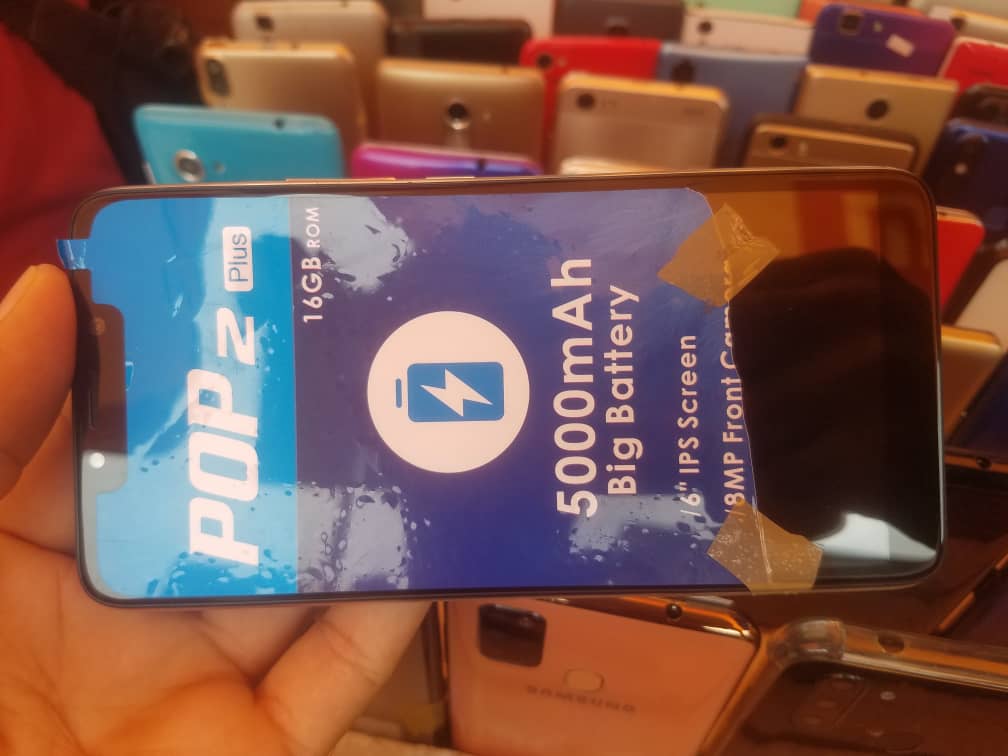 POP 2 Plus
16GB ROM
5000mAh
Big Battery
6" IPS Screen
8MP Front Camera
SAMSUNG